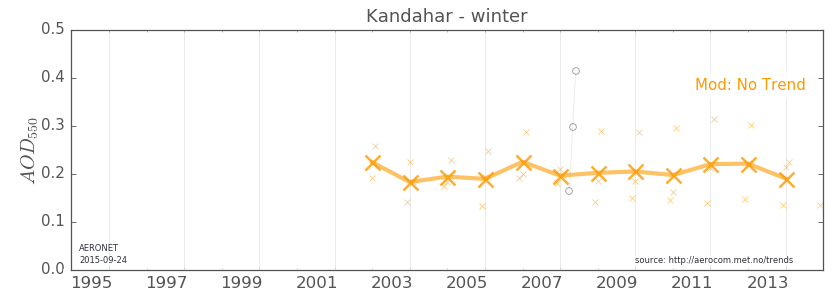 Kandahar - winter
0.5
0.4
0.3
0.2
0.1
0.0
AOD550
Mod: No Trend
AERONET
2015-09-24
source: http://aerocom.met.no/trends
1995 1997 1999 2001 2003 2005 2007 2009 2011 2013